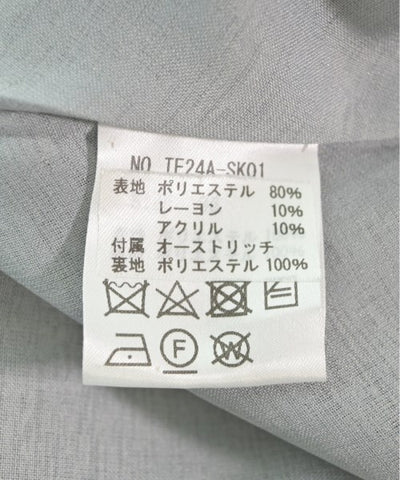 NO TF24A-SK01
表地 ポリエステル 80%
レーヨン 10%
アクリル 10%
付属 オーストリッチ
裏地 ポリエステル 100%
F W